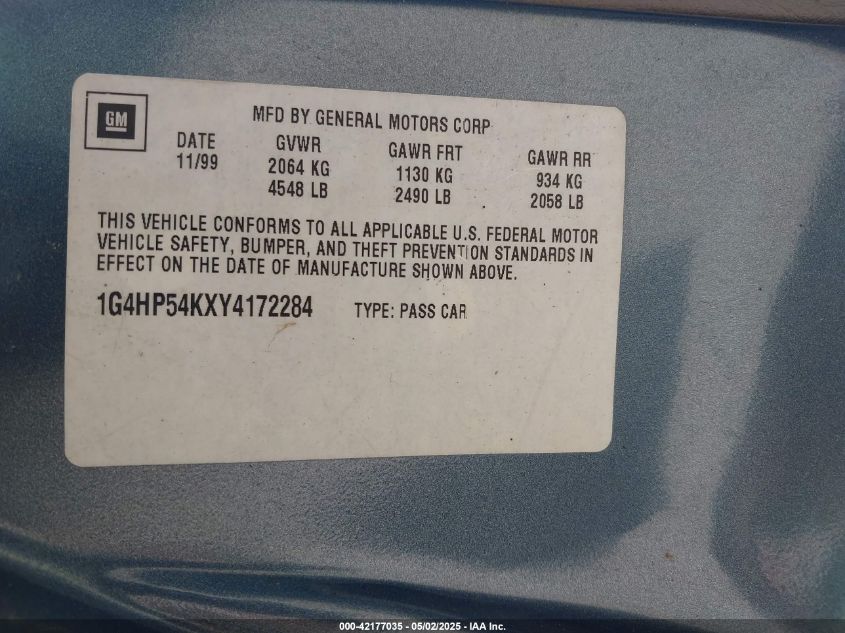 GM
MFD BY GENERAL MOTORS CORP
DATE GVWR GAWR FRT GAWR RR
11/99 2064 KG 1130 KG 934 KG
4548 LB 2490 LB 2058 LB
THIS VEHICLE CONFORMS TO ALL APPLICABLE U.S. FEDERAL MOTOR
VEHICLE SAFETY, BUMPER, AND THEFT PREVENTION STANDARDS IN
EFFECT ON THE DATE OF MANUFACTURE SHOWN ABOVE.
1G4HP54KXY4172284 TYPE: PASS CAR
000-42177035 - 05/02/2025 - IAA Inc.